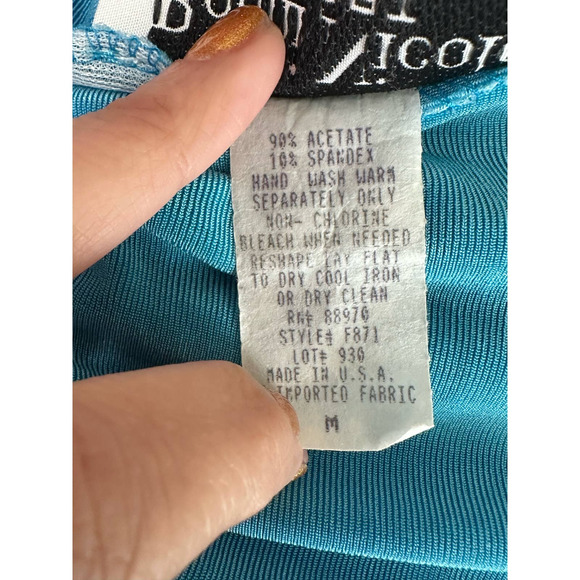 90% ACETATE
10% SPANDEX
HAND WASH WARM
SEPARATELY ONLY
NON- CHLORINE
BLEACH WHEN NEEDED
RESHAPE LAY FLAT
TO DRY COOL IRON
OR DRY CLEAN
RN# 88970
STYLE# F871
LOT# 930
MADE IN U.S.A.
IMPORTED FABRIC
M